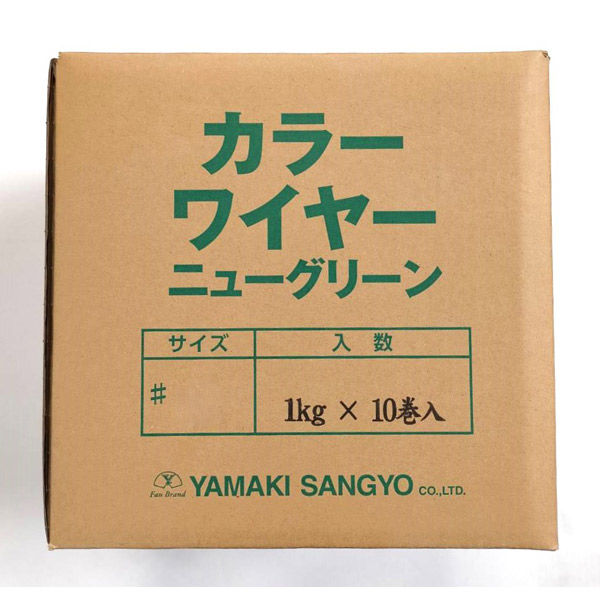 カラー
ワイヤー
ニューグリーン
サイズ 入数
# 1kg × 10巻入
Fan Brand YAMAKI SANGYO CO.,LTD.